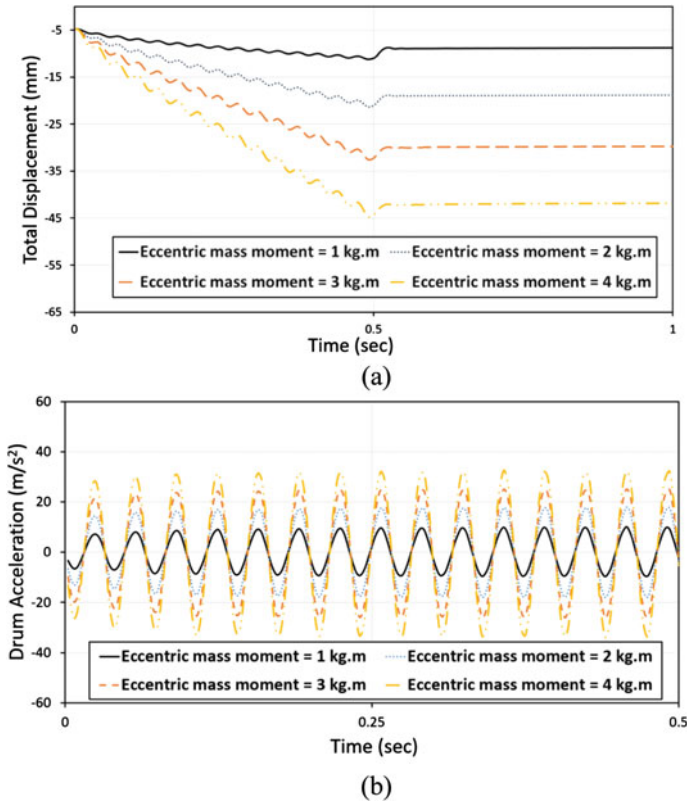 Total Displacement (mm)
-5
-15
-25
-35
-45
-55
-65
Eccentric mass moment = 1 kg.m
Eccentric mass moment = 2 kg.m
Eccentric mass moment = 3 kg.m
Eccentric mass moment = 4 kg.m
0
0.5
1
Time (sec)
(a)
Drum Acceleration (m/s²)
60
40
20
0
-20
-40
-60
Eccentric mass moment = 1 kg.m
Eccentric mass moment = 2 kg.m
Eccentric mass moment = 3 kg.m
Eccentric mass moment = 4 kg.m
0
0.25
0.5
Time (sec)
(b)